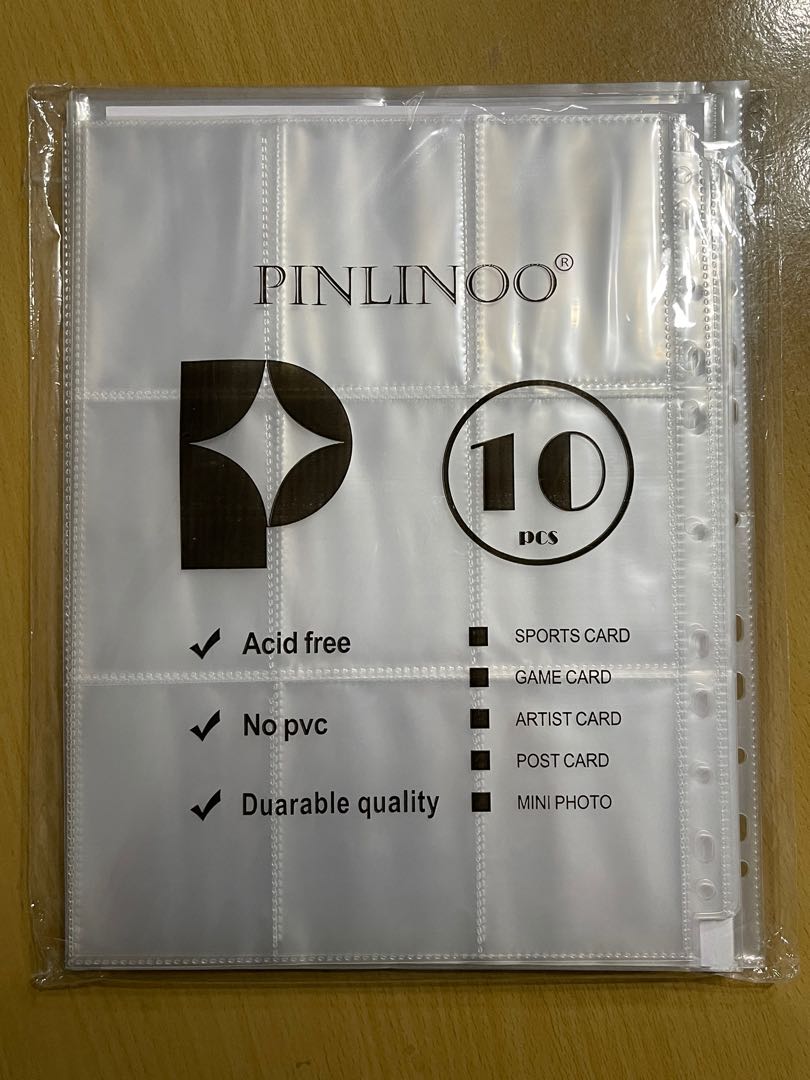 PINLINOO®
10
pcs
Acid free
No pvc
Duarable quality
SPORTS CARD
GAME CARD
ARTIST CARD
POST CARD
MINI PHOTO